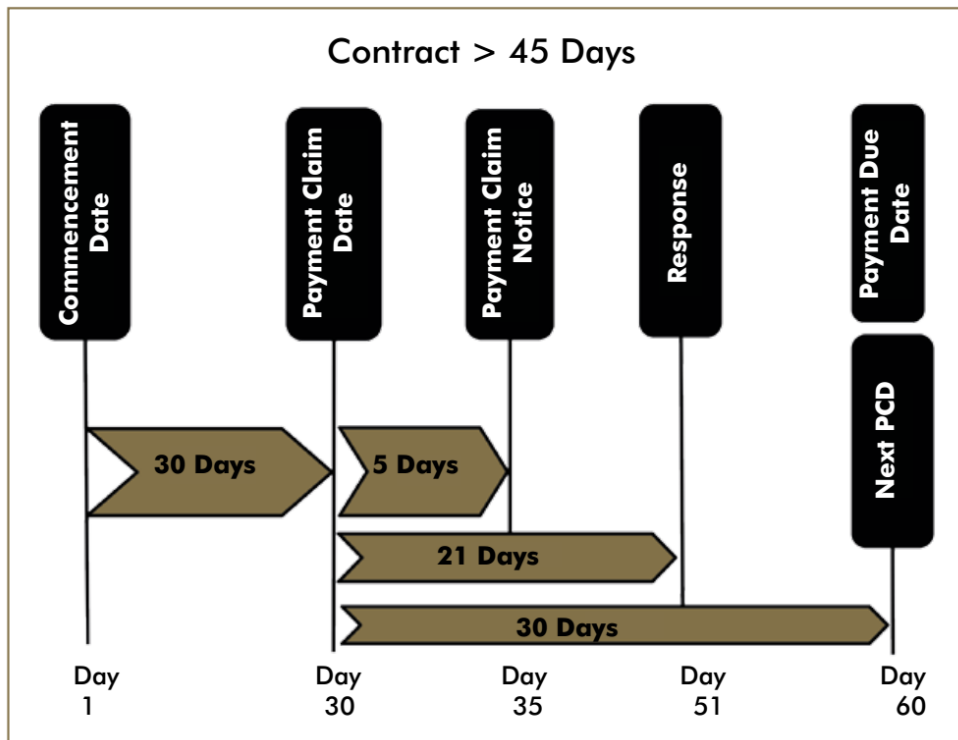 Contract > 45 Days
Commencement
Date
Payment Claim
Date
Payment Claim
Notice
Response
Payment Due
Date
Next PCD
30 Days
5 Days
21 Days
30 Days
Day
1
Day
30
Day
35
Day
51
Day
60